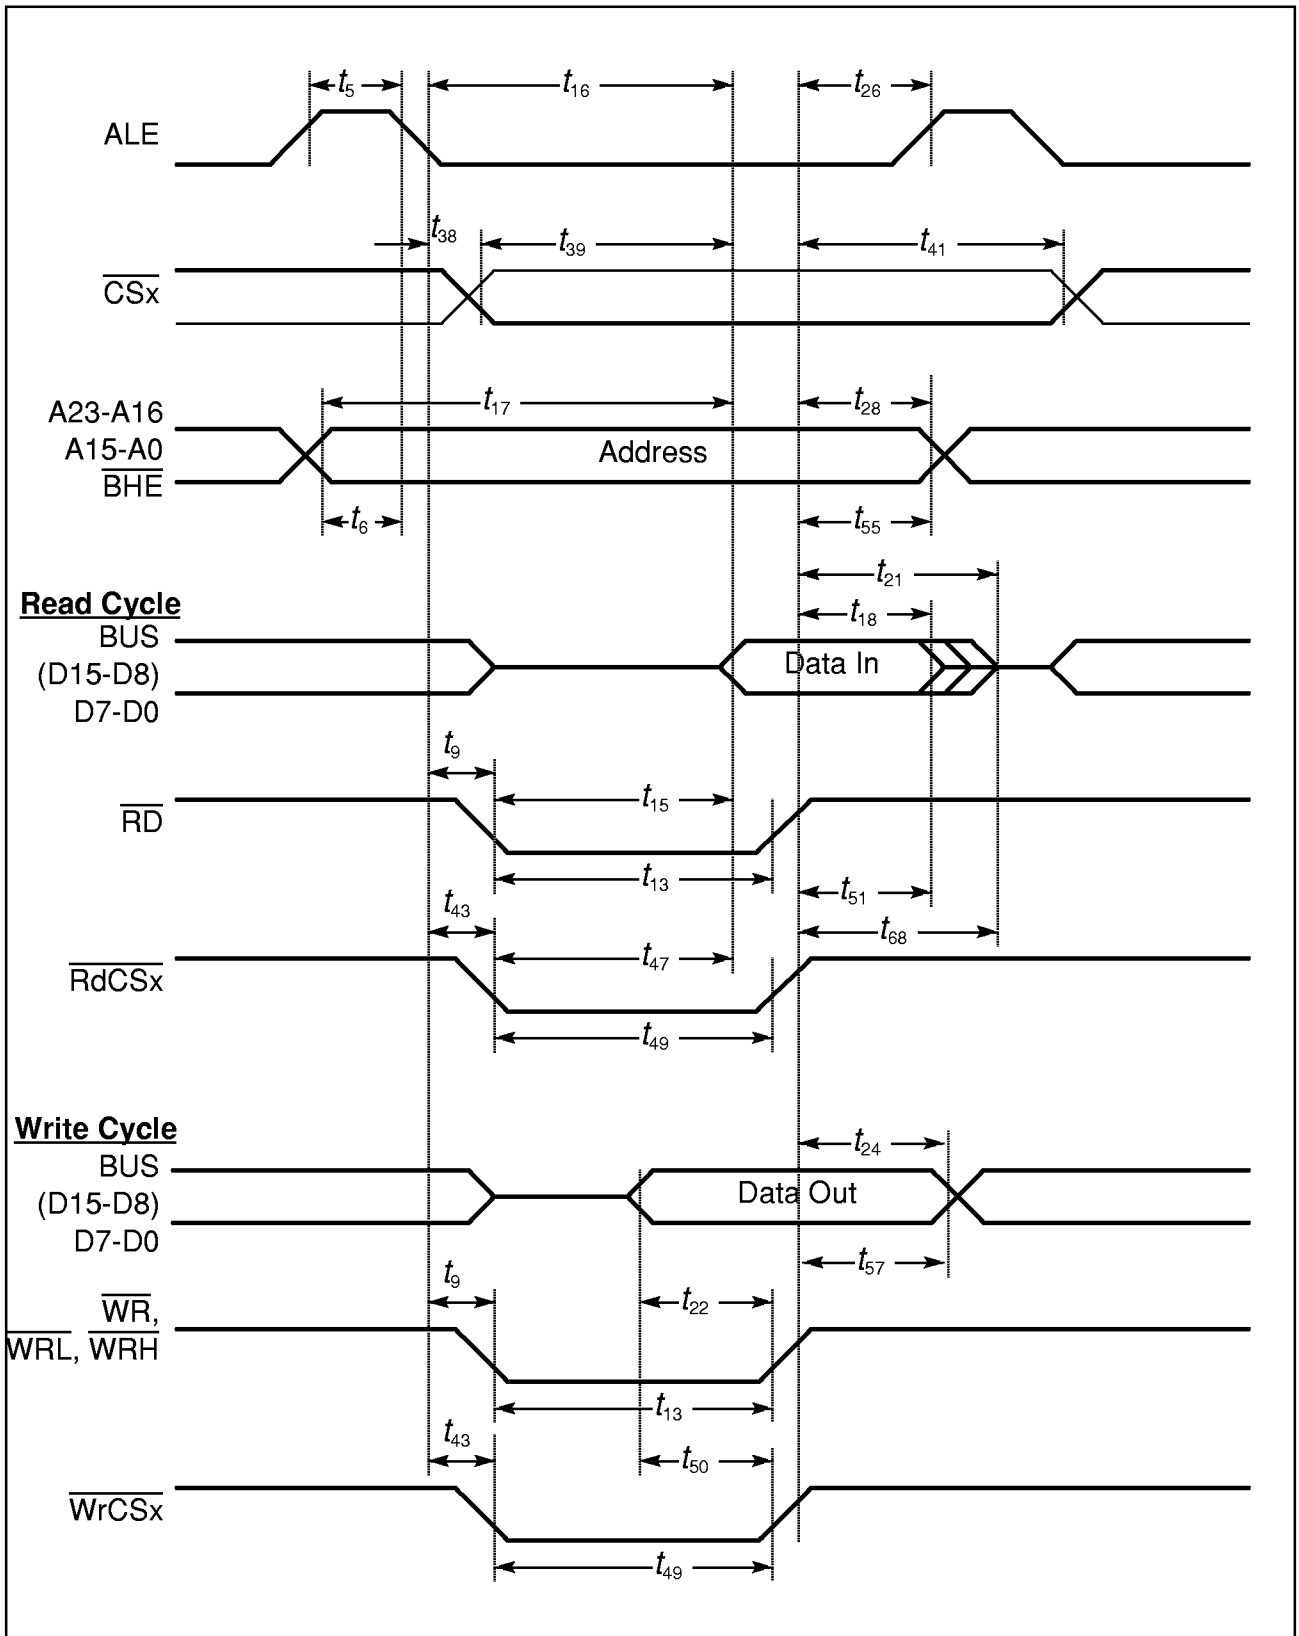 t5 t16 t26
ALE
t38 t39 t41
CSx
t17 t28
A23-A16
A15-A0 Address
BHE
t6 t55
t21
Read Cycle t18
BUS
(D15-D8) Data In
D7-D0
t9
t15
RD
t13
t51
t43
t68
t47
RdCSx
t49
Write Cycle
t24
BUS
(D15-D8) Data Out
D7-D0
t57
t9
t22
WR,
WRL, WRH
t13
t43
t50
WrCSx
t49